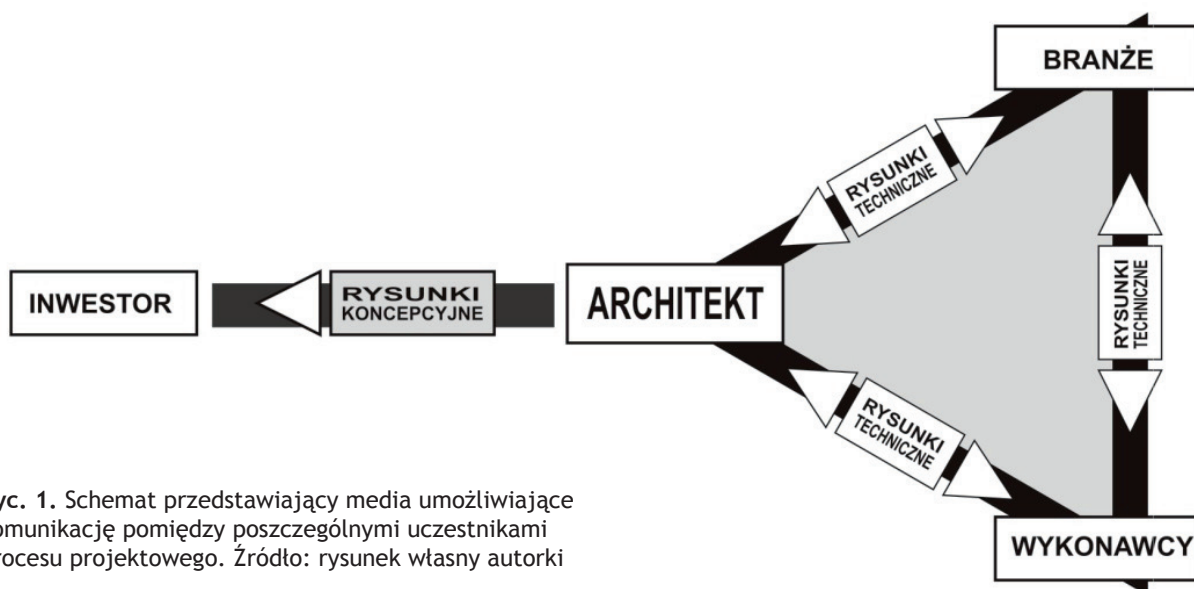 BRANŻE
RYSUNKI
TECHNICZNE
INWESTOR
RYSUNKI
KONCEPCYJNE
ARCHITEKT
RYSUNKI
TECHNICZNE
RYSUNKI
TECHNICZNE
WYKONAWCY
yc. 1. Schemat przedstawiający media umożliwiające
omunikację pomiędzy poszczególnymi uczestnikami
rocesu projektowego. Źródło: rysunek własny autorki